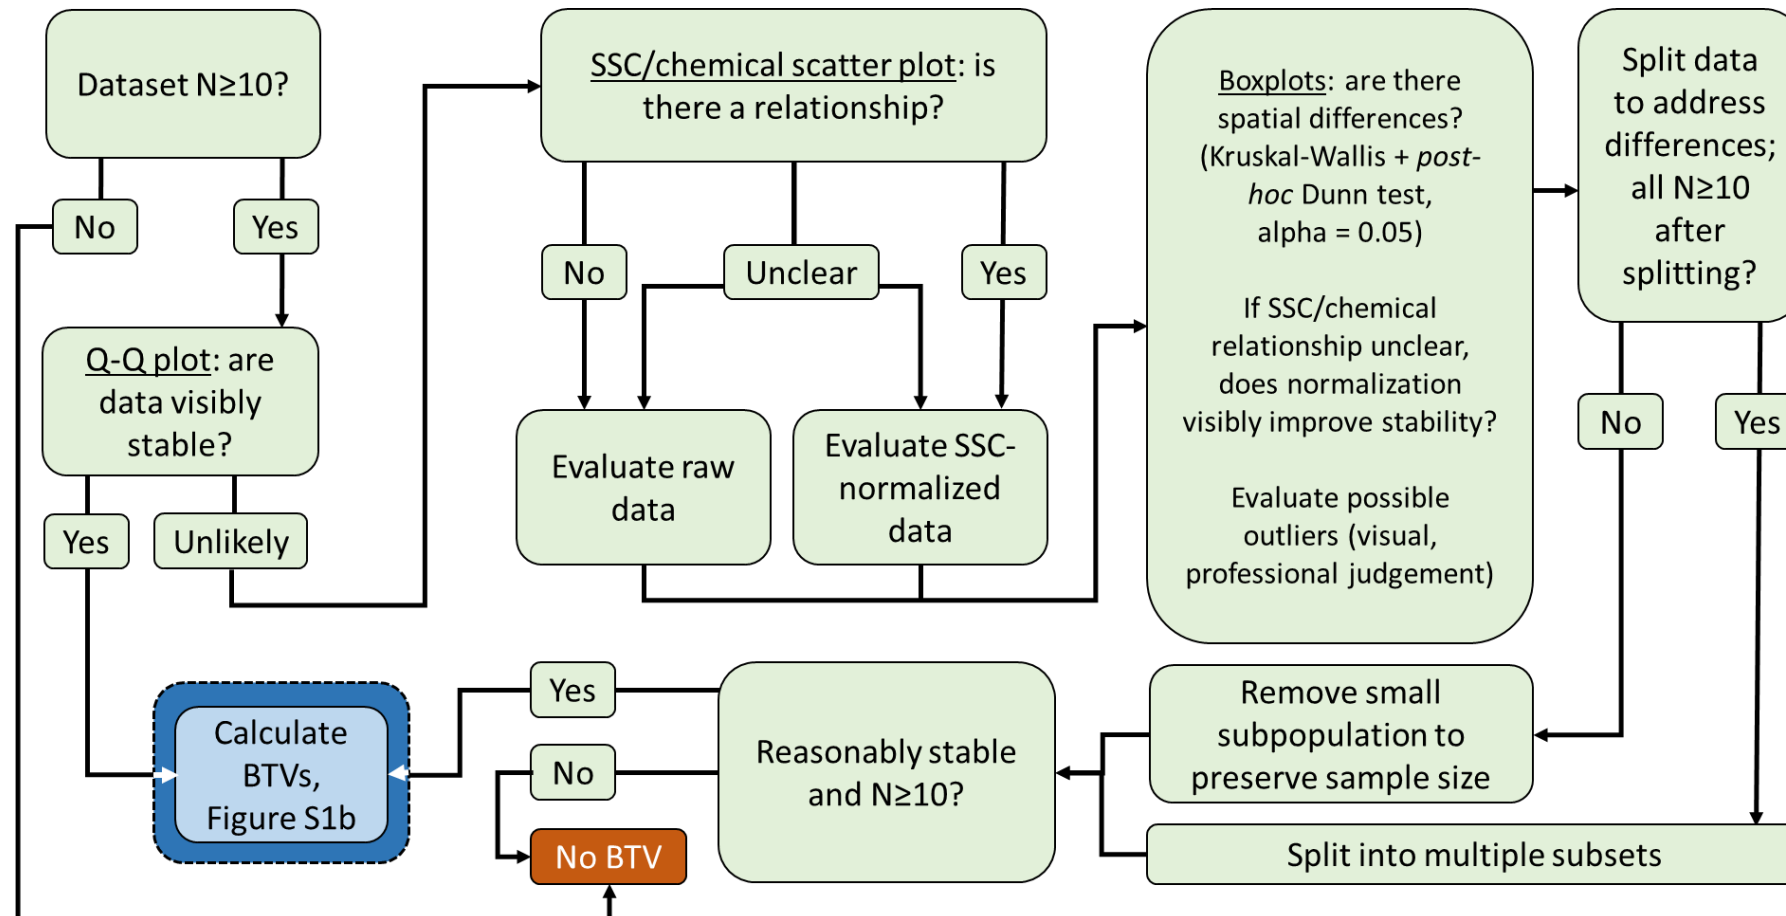 Dataset N≥10?
No
Yes
Q-Q plot: are
data visibly
stable?
Yes
Unlikely
SSC/chemical scatter plot: is
there a relationship?
No
Unclear
Yes
Evaluate raw
data
Evaluate SSC-
normalized
data
Boxplots: are there
spatial differences?
(Kruskal-Wallis + post-
hoc Dunn test,
alpha = 0.05)
If SSC/chemical
relationship unclear,
does normalization
visibly improve stability?
Evaluate possible
outliers (visual,
professional judgement)
Split data
to address
differences;
all N≥10
after
splitting?
No
Yes
Remove small
subpopulation to
preserve sample size
Split into multiple subsets
Reasonably stable
and N≥10?
Yes
No
No BTV
Calculate
BTVs,
Figure S1b